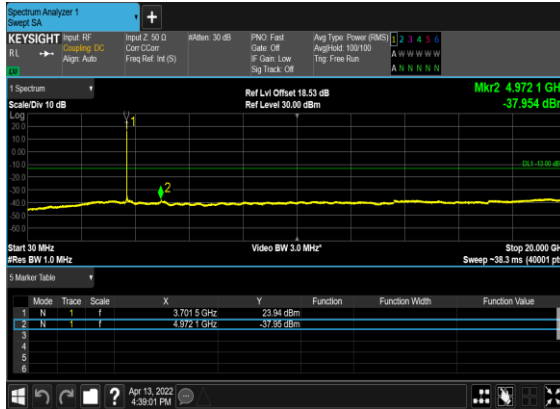 Spectrum Analyzer 1
Swept SA
+
KEYSIGHT
RL
LU
Input: RF
Coupling: DC
Align: Auto
Input Z: 50 Ω
Corr CCorr
Freq Ref: Int (S)
#Atten: 30 dB
PNO: Fast
Gate: Off
IF Gain: Low
Sig Track: Off
Avg Type: Power (RMS)
Avg|Hold: 100/100
Trig: Free Run
1 2 3 4 5 6
A W W W W W
A N N N N N
1 Spectrum
Scale/Div 10 dB
Ref Lvl Offset 18.53 dB
Ref Level 30.00 dBm
Mkr2 4.972 1 GH
-37.954 dB
Log
20.0
10.0
0.00
-10.0
-20.0
-30.0
-40.0
-50.0
-60.0
1
2
DL1 -13.00 dB
Start 30 MHz
#Res BW 1.0 MHz
Video BW 3.0 MHz*
Stop 20.000 GH
Sweep ~38.3 ms (40001 pt
5 Marker Table
Mode Trace Scale X Y Function Function Width Function Value
1 N 1 f 3.701 5 GHz 23.94 dBm
2 N 1 f 4.972 1 GHz -37.95 dBm
3
4
5
6
?
Apr 13, 2022
4:39:01 PM